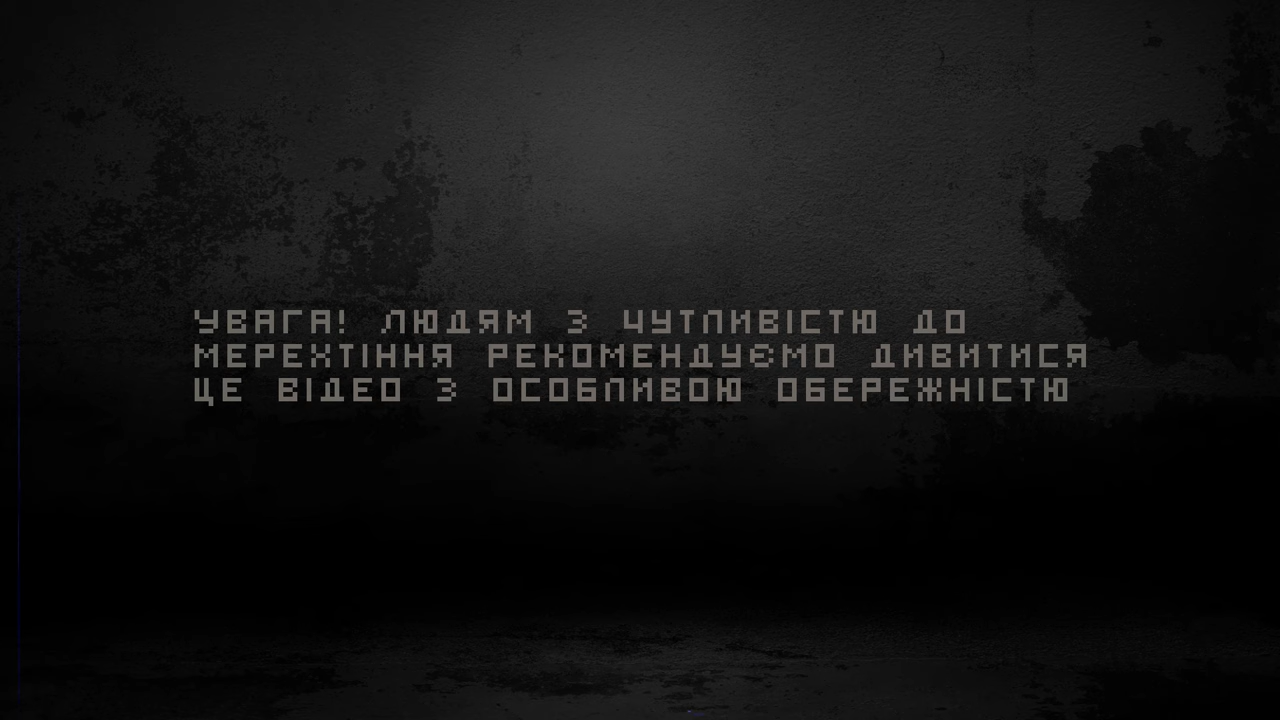 УВАГА! ЛЮДЯМ З ЧУТЛИВІСТЮ ДО
МЕРЕХТІННЯ РЕКОМЕНДУЄМО ДИВИТИСЯ
ЦЕ ВІДЕО З ОСОБЛИВОЮ ОБЕРЕЖНІСТЮ